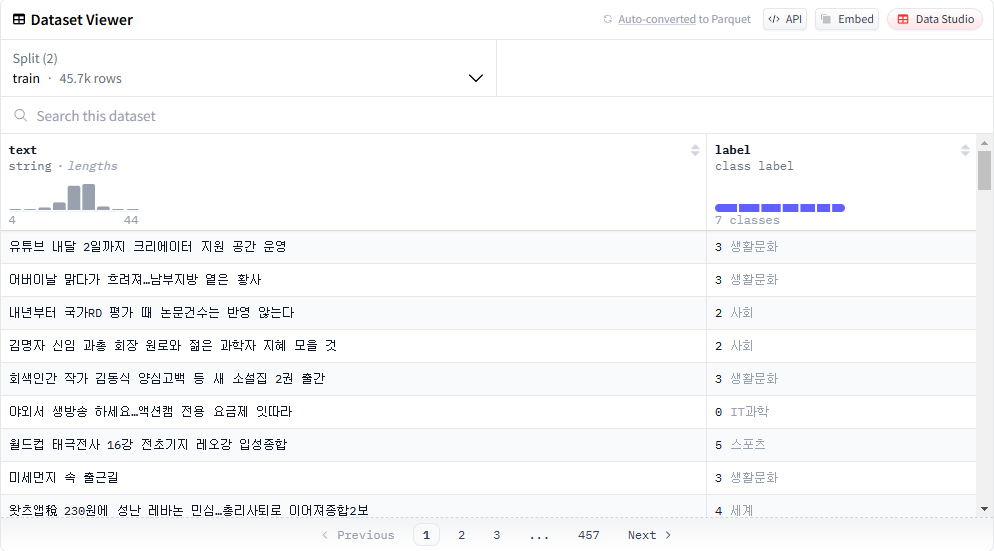 Dataset Viewer
Auto-converted to Parquet
API
Embed
Data Studio
Split (2)
train · 45.7k rows
Search this dataset
text
string · lengths
4
44
label
class label
7 classes
유튜브 내달 2일까지 크리에이터 지원 공간 운영
3 생활문화
어버이날 맑다가 흐려져…남부지방 옅은 황사
3 생활문화
내년부터 국가RD 평가 때 논문건수는 반영 않는다
2 사회
김명자 신임 과총 회장 원로와 젊은 과학자 지혜 모을 것
2 사회
회색인간 작가 김동식 양심고백 등 새 소설집 2권 출간
3 생활문화
야외서 생방송 하세요…액션캠 전용 요금제 잇따라
0 IT과학
월드컵 태극전사 16강 전초기지 레오강 입성종합
5 스포츠
미세먼지 속 출근길
3 생활문화
왓츠앱稅 230원에 성난 레바논 민심…총리사퇴로 이어져종합2보
4 세계
Previous 1 2 3 ... 457 Next